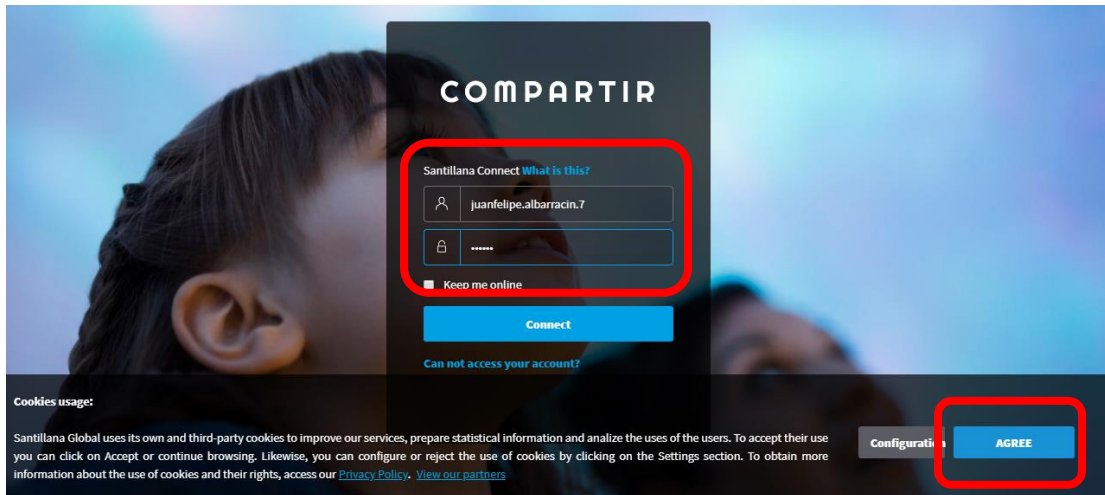 COMPARTIR
Santillana Connect What is this?
juanfelipe.albarracin.7
••••••
Keep me online
Connect
Can not access your account?
Cookies usage:
Santillana Global uses its own and third-party cookies to improve our services, prepare statistical information and analize the uses of the users. To accept their use
you can click on Accept or continue browsing. Likewise, you can configure or reject the use of cookies by clicking on the Settings section. To obtain more
information about the use of cookies and their rights, access our Privacy Policy. View our partners
Configuration
AGREE